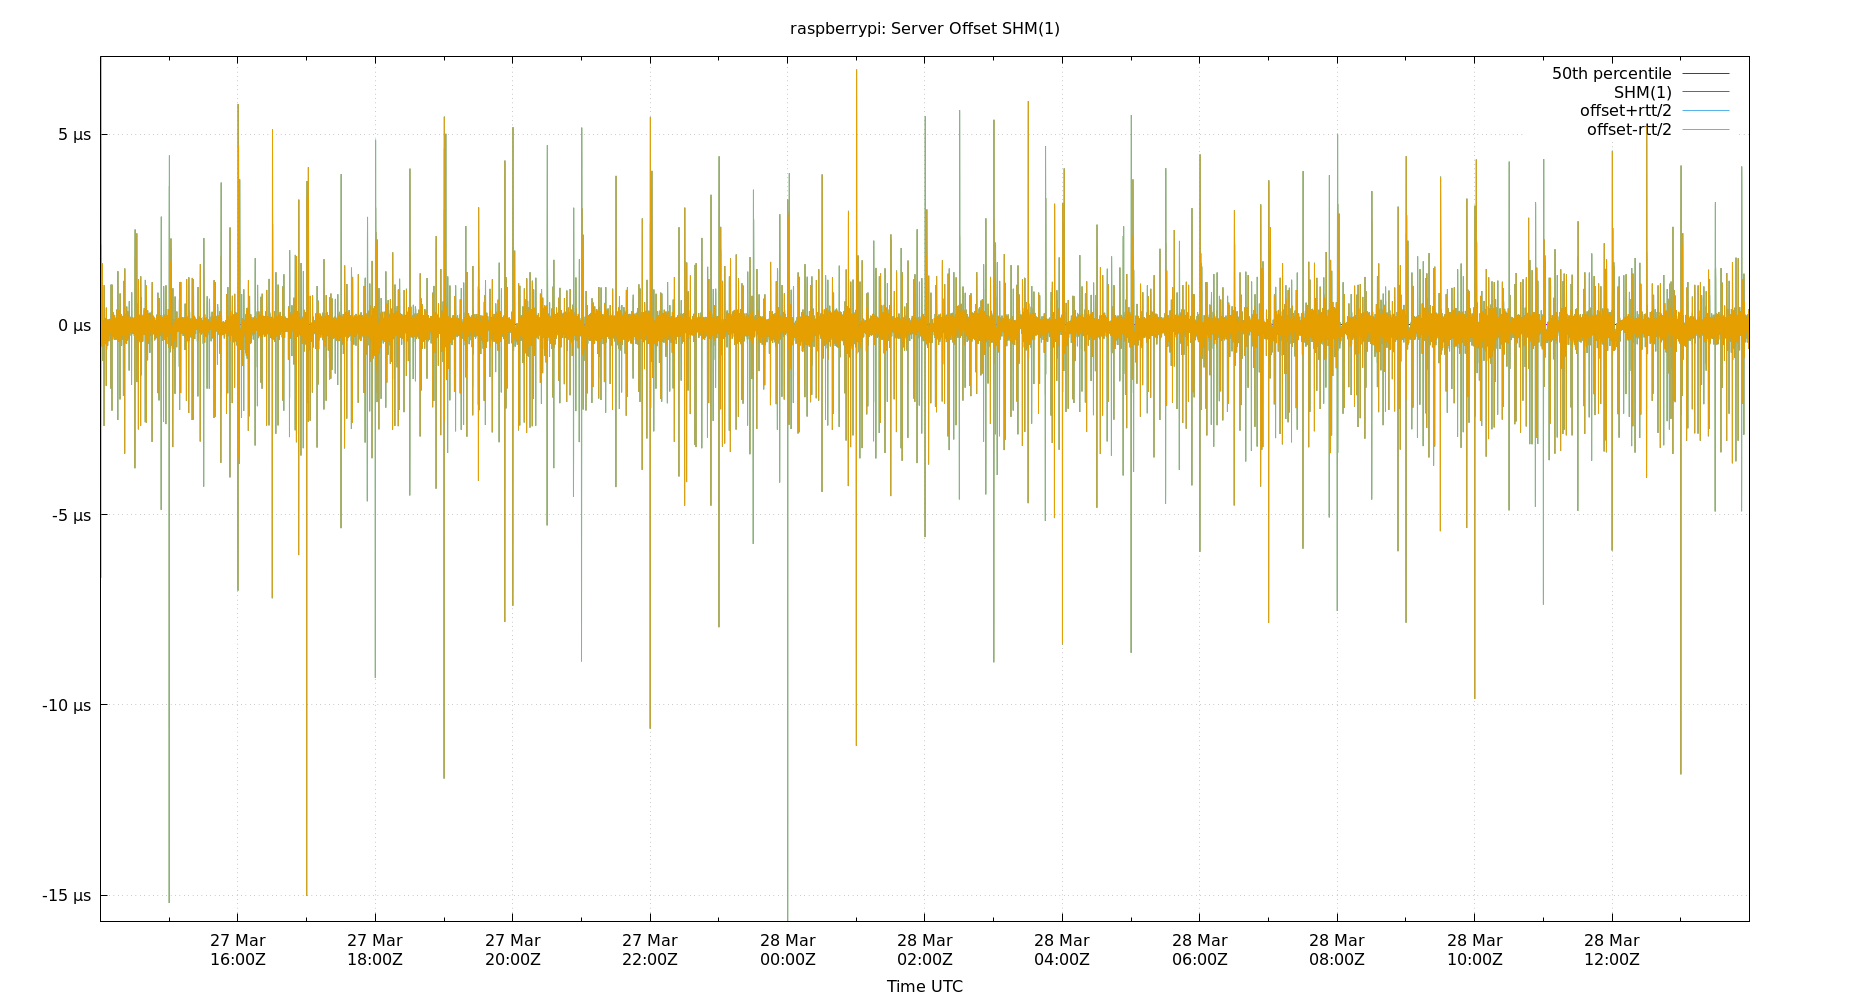 raspberrypi: Server Offset SHM(1)
50th percentile
SHM(1)
offset+rtt/2
offset-rtt/2
5 µs
0 µs
-5 µs
-10 µs
-15 µs
27 Mar 27 Mar 27 Mar 27 Mar 28 Mar 28 Mar 28 Mar 28 Mar 28 Mar 28 Mar 28 Mar
16:00Z 18:00Z 20:00Z 22:00Z 00:00Z 02:00Z 04:00Z 06:00Z 08:00Z 10:00Z 12:00Z
Time UTC